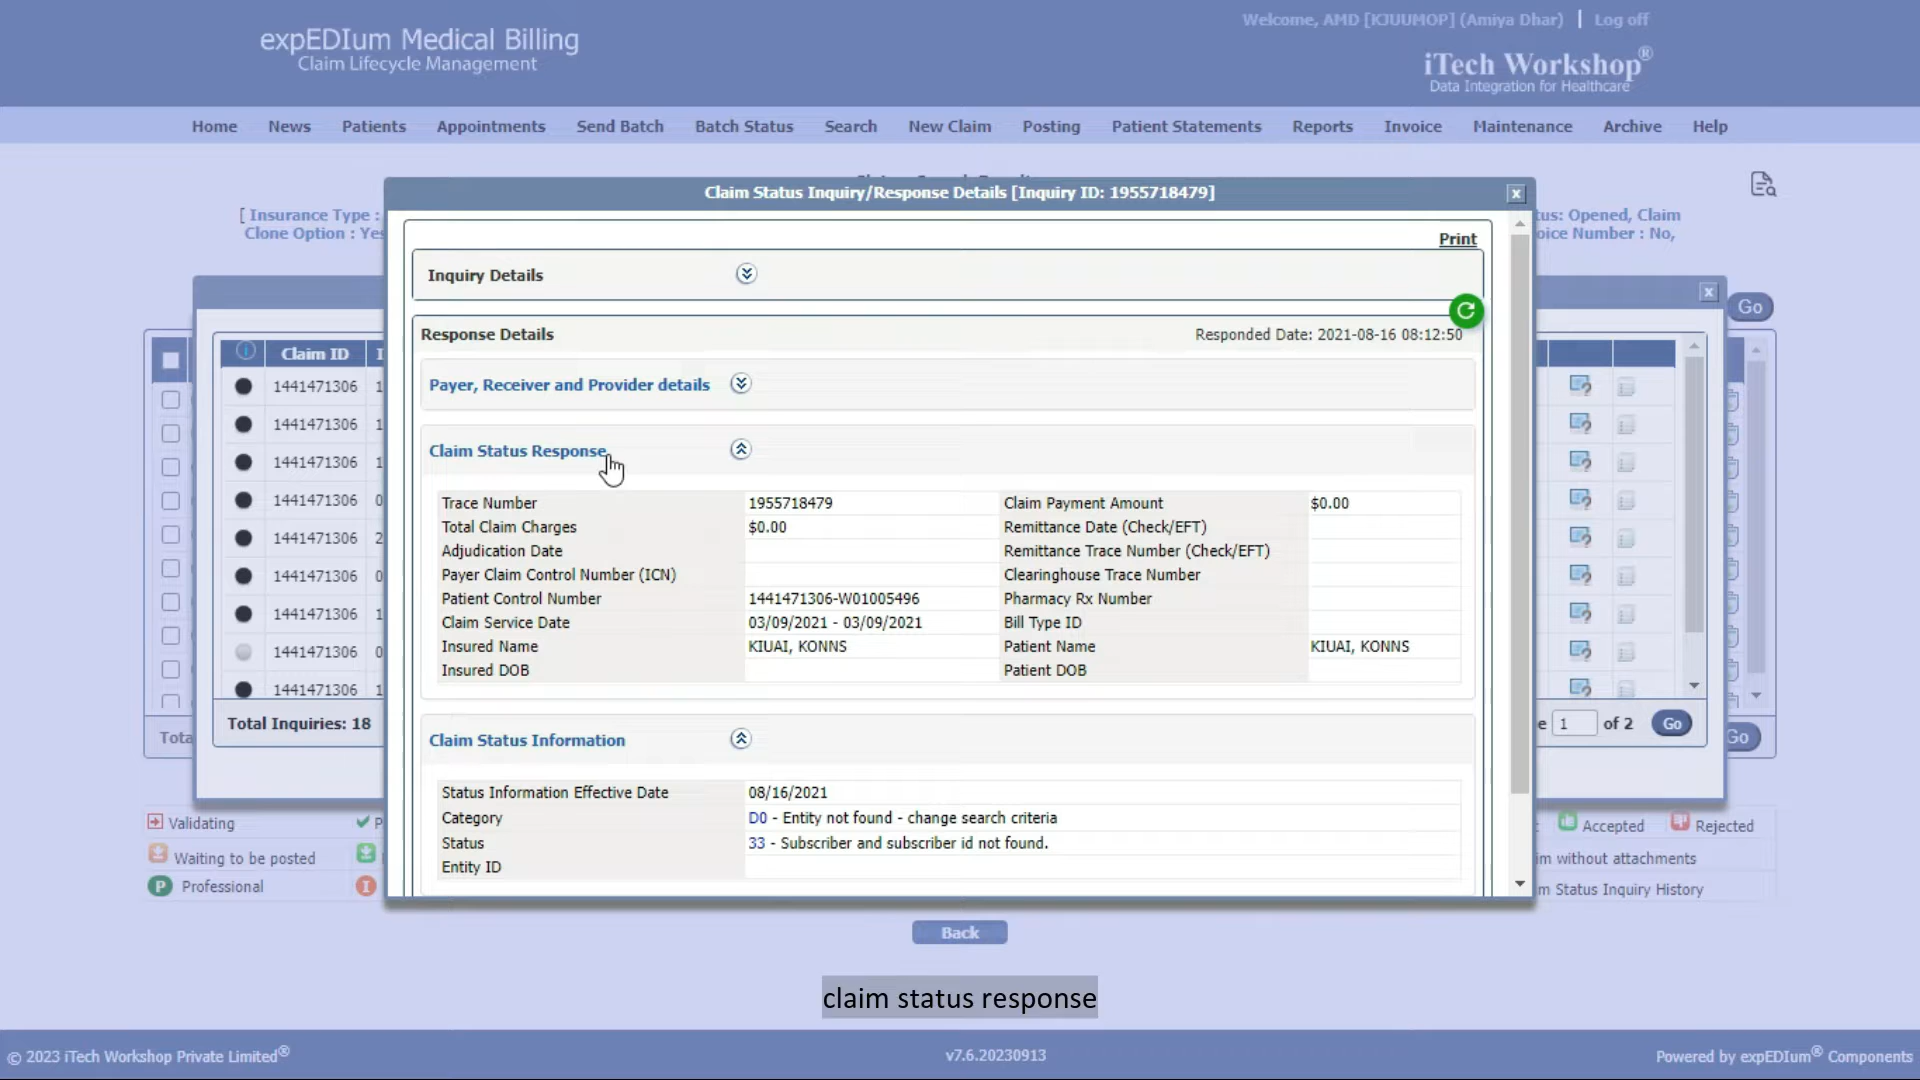 Welcome, AMD [KJUUMOP] (Amiya Dhar) | Log off
expEDIum Medical Billing
Claim Lifecycle Management
iTech Workshop®
Data Integration for Healthcare
Home News Patients Appointments Send Batch Batch Status Search New Claim Posting Patient Statements Reports Invoice Maintenance Archive Help
Claim Status Inquiry/Response Details [Inquiry ID: 1955718479] x
[ Insurance Type :
tus: Opened, Claim
Clone Option : Yes
oice Number : No,
Print
Inquiry Details
x
Go
Response Details Responded Date: 2021-08-16 08:12:50
Claim ID
Payer, Receiver and Provider details
1441471306 1
1441471306 1
Claim Status Response
1441471306 1
1441471306 0
1441471306 2
1441471306 0
1441471306 1
1441471306 0
1441471306 1
Trace Number 1955718479 Claim Payment Amount $0.00
Total Claim Charges $0.00 Remittance Date (Check/EFT)
Adjudication Date Remittance Trace Number (Check/EFT)
Payer Claim Control Number (ICN) Clearinghouse Trace Number
Patient Control Number 1441471306-W01005496 Pharmacy Rx Number
Claim Service Date 03/09/2021 - 03/09/2021 Bill Type ID
Insured Name KIUAI, KONNS Patient Name KIUAI, KONNS
Insured DOB Patient DOB
Total Inquiries: 18
e 1 of 2 Go
Tota
Go
Claim Status Information
Status Information Effective Date 08/16/2021
Category D0 - Entity not found - change search criteria
Status 33 - Subscriber and subscriber id not found.
Entity ID
Validating P
Accepted Rejected
Waiting to be posted
im without attachments
P Professional I
m Status Inquiry History
Back
claim status response
© 2023 iTech Workshop Private Limited® v7.6.20230913 Powered by expEDIum® Components